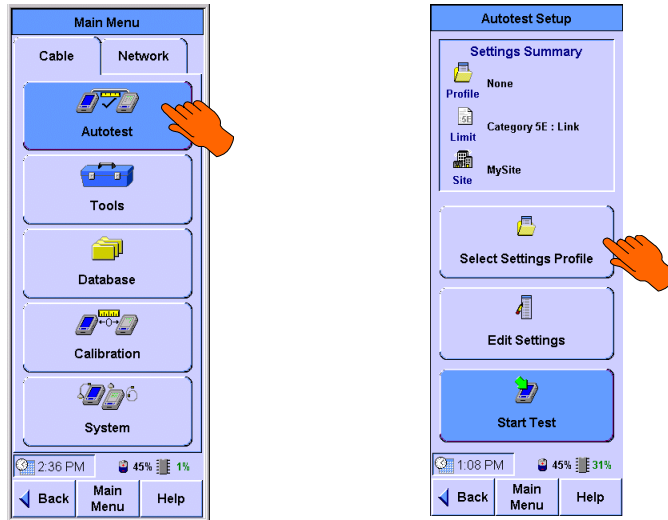 Main Menu
Cable
Network
Autotest
Tools
Database
Calibration
System
2:36 PM
45%
1%
Back
Main
Menu
Help
Autotest Setup
Settings Summary
Profile
None
5E
Limit
Category 5E : Link
Site
MySite
Select Settings Profile
Edit Settings
Start Test
1:08 PM
45%
31%
Back
Main
Menu
Help